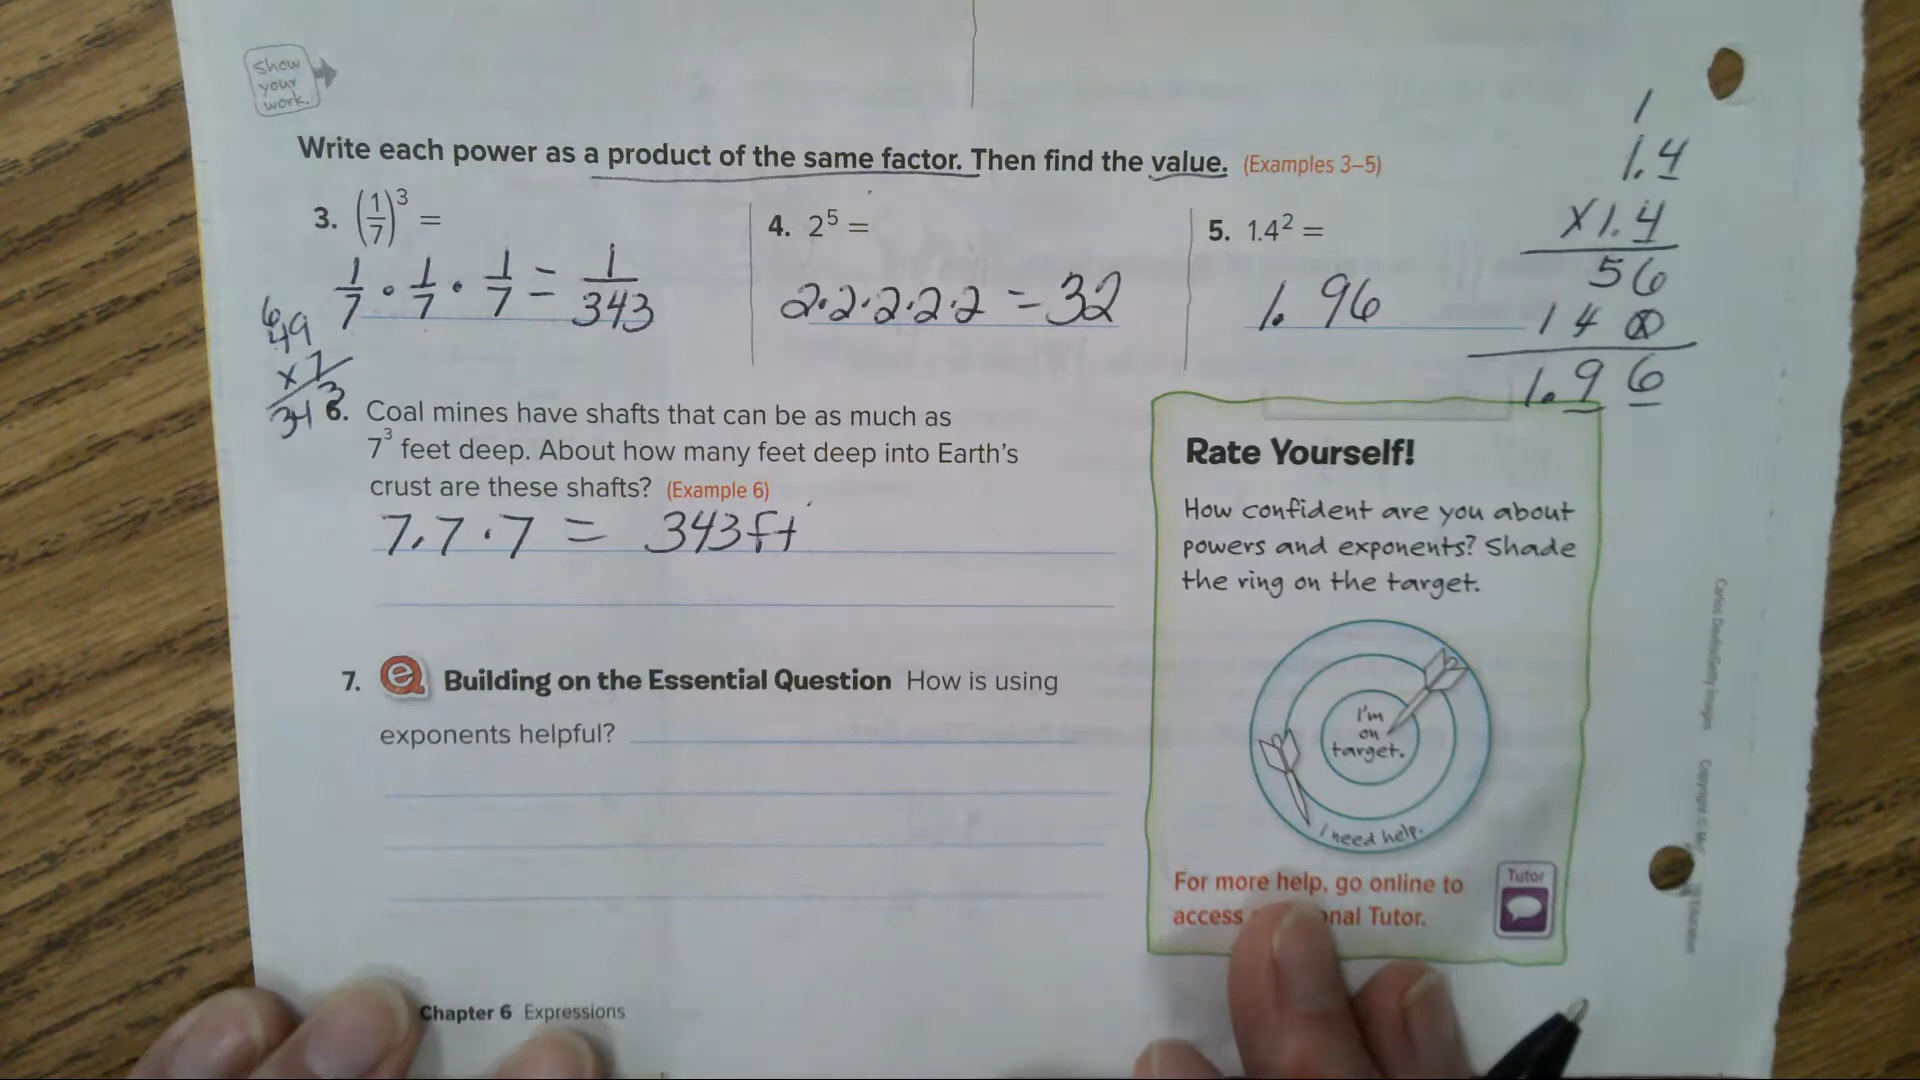 Show
your
work.
Write each power as a product of the same factor. Then find the value. (Examples 3–5)
3. (1/7)³ =
1/7 · 1/7 · 1/7 = 1/343
6
49
x 7
343
4. 2⁵ =
2·2·2·2·2 = 32
5. 1.4² =
1.96
1
1.4
x1.4
56
140
1.96
6. Coal mines have shafts that can be as much as
7³ feet deep. About how many feet deep into Earth's
crust are these shafts? (Example 6)
7·7·7 = 343ft
7. e Building on the Essential Question How is using
exponents helpful?
Rate Yourself!
How confident are you about
powers and exponents? Shade
the ring on the target.
I'm
on
target.
I need help.
For more help, go online to
access onal Tutor.
Tutor
Chapter 6 Expressions